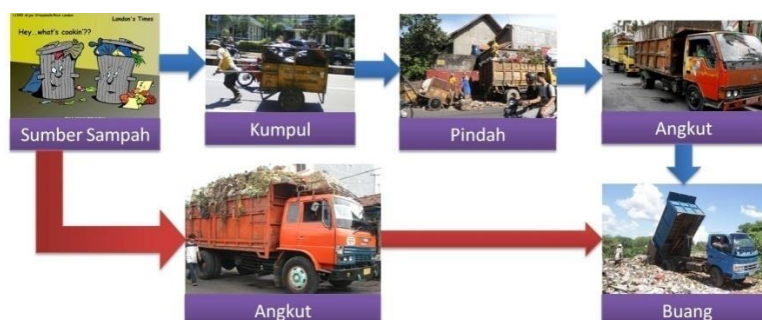 London's Times
Hey...what's cookin'??
Sumber Sampah
Kumpul
Pindah
Angkut
Angkut
Buang